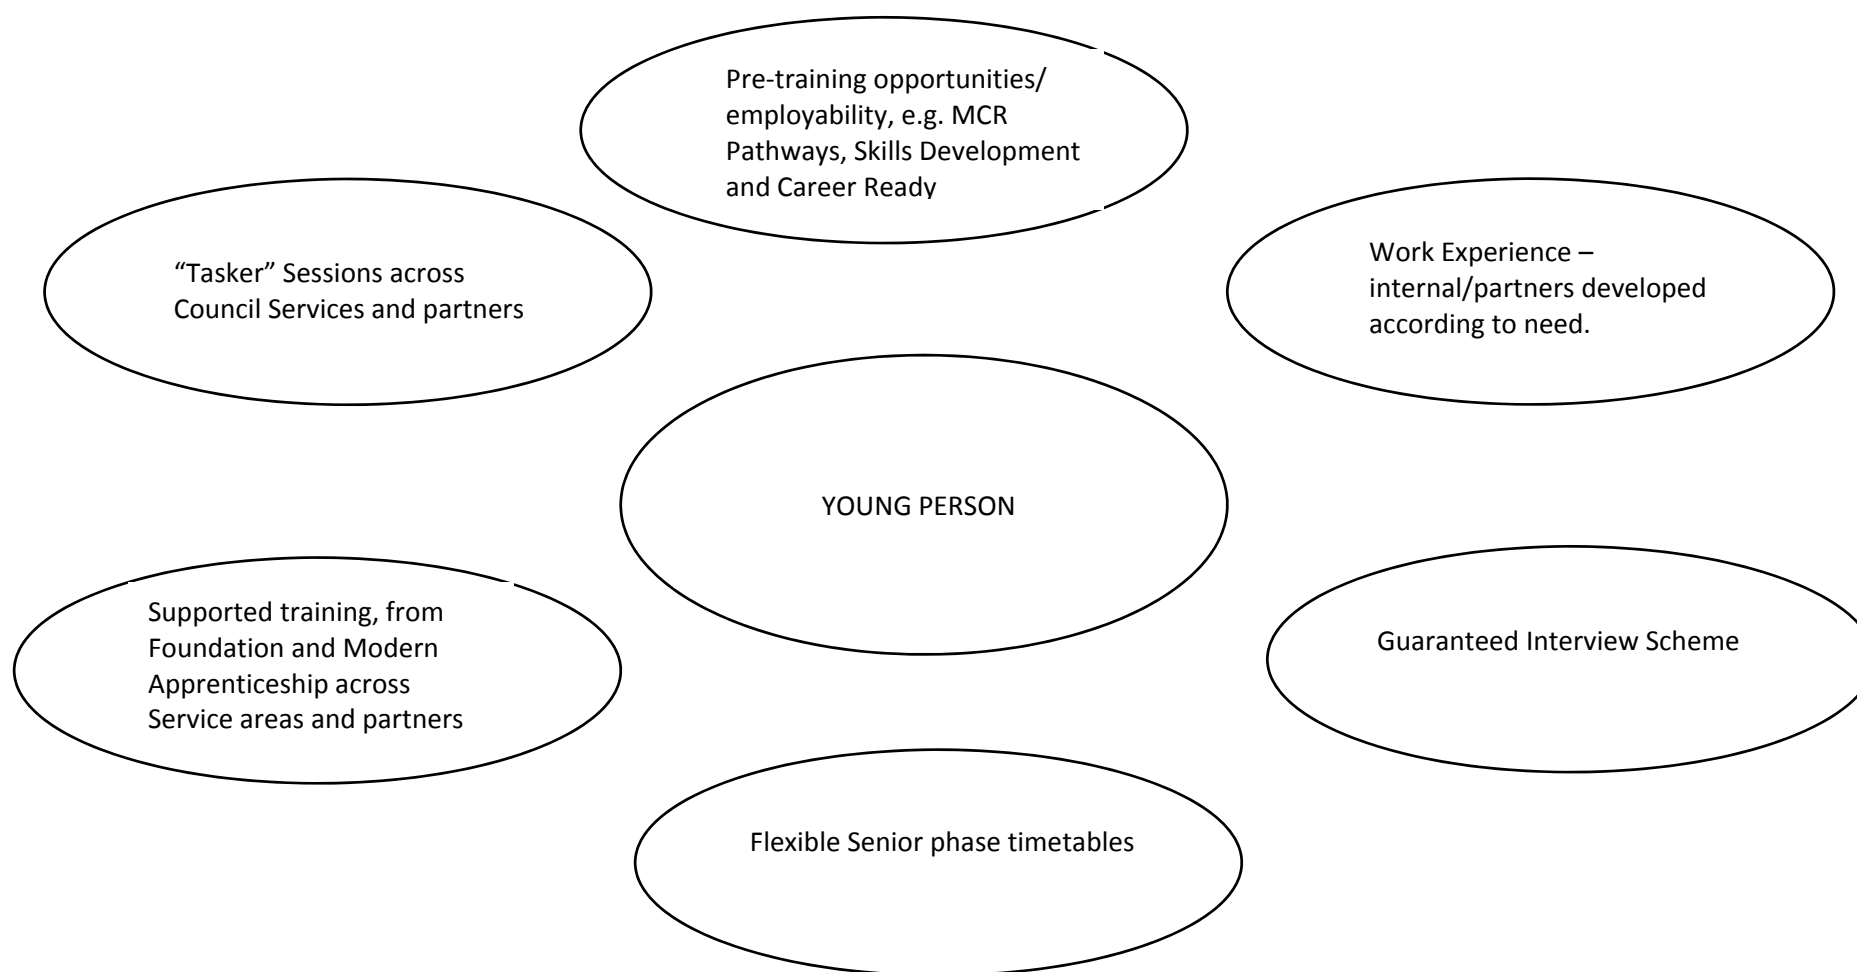 Pre-training opportunities/
employability, e.g. MCR
Pathways, Skills Development
and Career Ready
“Tasker” Sessions across
Council Services and partners
Work Experience –
internal/partners developed
according to need.
YOUNG PERSON
Supported training, from
Foundation and Modern
Apprenticeship across
Service areas and partners
Guaranteed Interview Scheme
Flexible Senior phase timetables